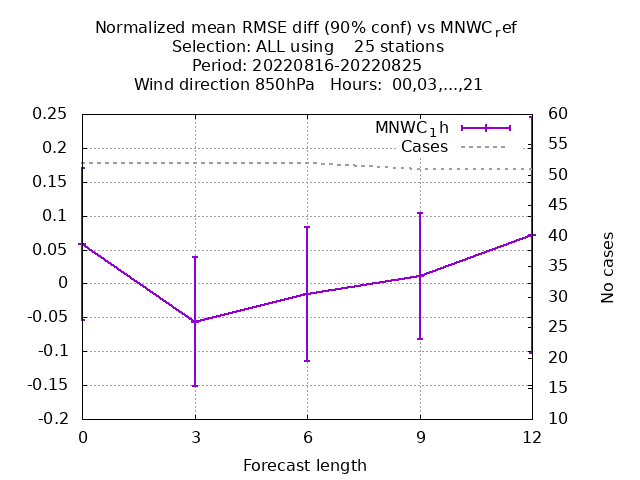 Normalized mean RMSE diff (90% conf) vs MNWCref
Selection: ALL using 25 stations
Period: 20220816-20220825
Wind direction 850hPa Hours: 00,03,...,21
0.25
0.2
0.15
0.1
0.05
0
-0.05
-0.1
-0.15
-0.2
MNWC1h
Cases
60
55
50
45
40
35
30
25
20
15
10
No cases
0 3 6 9 12
Forecast length